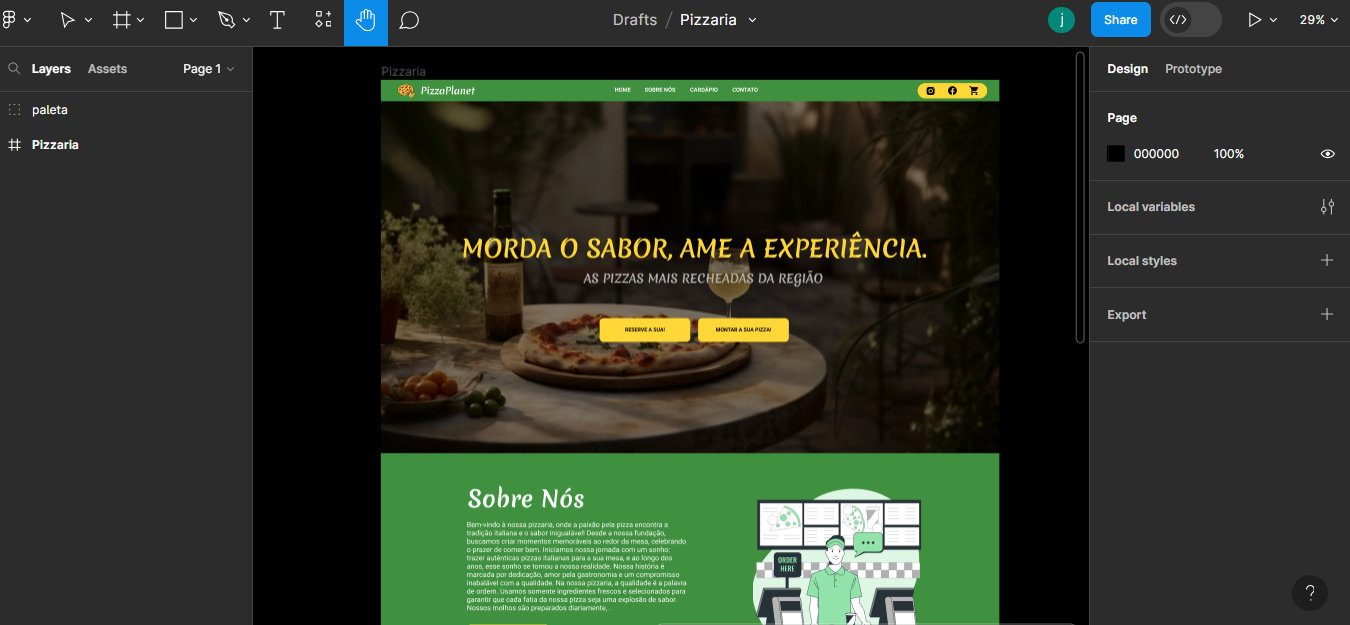 Drafts / Pizzaria
j
Share
29%
Layers
Assets
Page 1
paleta
Pizzaria
Pizzaria
PizzaPlanet
HOME
SOBRE NÓS
CARDÁPIO
CONTATO
MORDA O SABOR, AME A EXPERIÊNCIA.
AS PIZZAS MAIS RECHEADAS DA REGIÃO
RESERVE A SUA!
MONTAR A SUA PIZZA!
Sobre Nós
Bem-vindo à nossa pizzaria, onde a paixão pela pizza encontra a
tradição italiana e o sabor inigualável! Desde a nossa fundação,
buscamos criar momentos memoráveis ao redor da mesa, celebrando
o prazer de comer bem. Iniciamos nossa jornada com um sonho:
trazer autênticas pizzas italianas para a sua mesa, e ao longo dos
anos, esse sonho se tornou a nossa realidade. Nossa história é
marcada por dedicação, amor pela gastronomia e um compromisso
inabalável com a qualidade. Na nossa pizzaria, a qualidade é a palavra
de ordem. Usamos somente ingredientes frescos e selecionados para
garantir que cada fatia da nossa pizza seja uma explosão de sabor.
Nossos molhos são preparados diariamente,..
ORDER
HERE
Design
Prototype
Page
000000
100%
Local variables
Local styles
Export
?